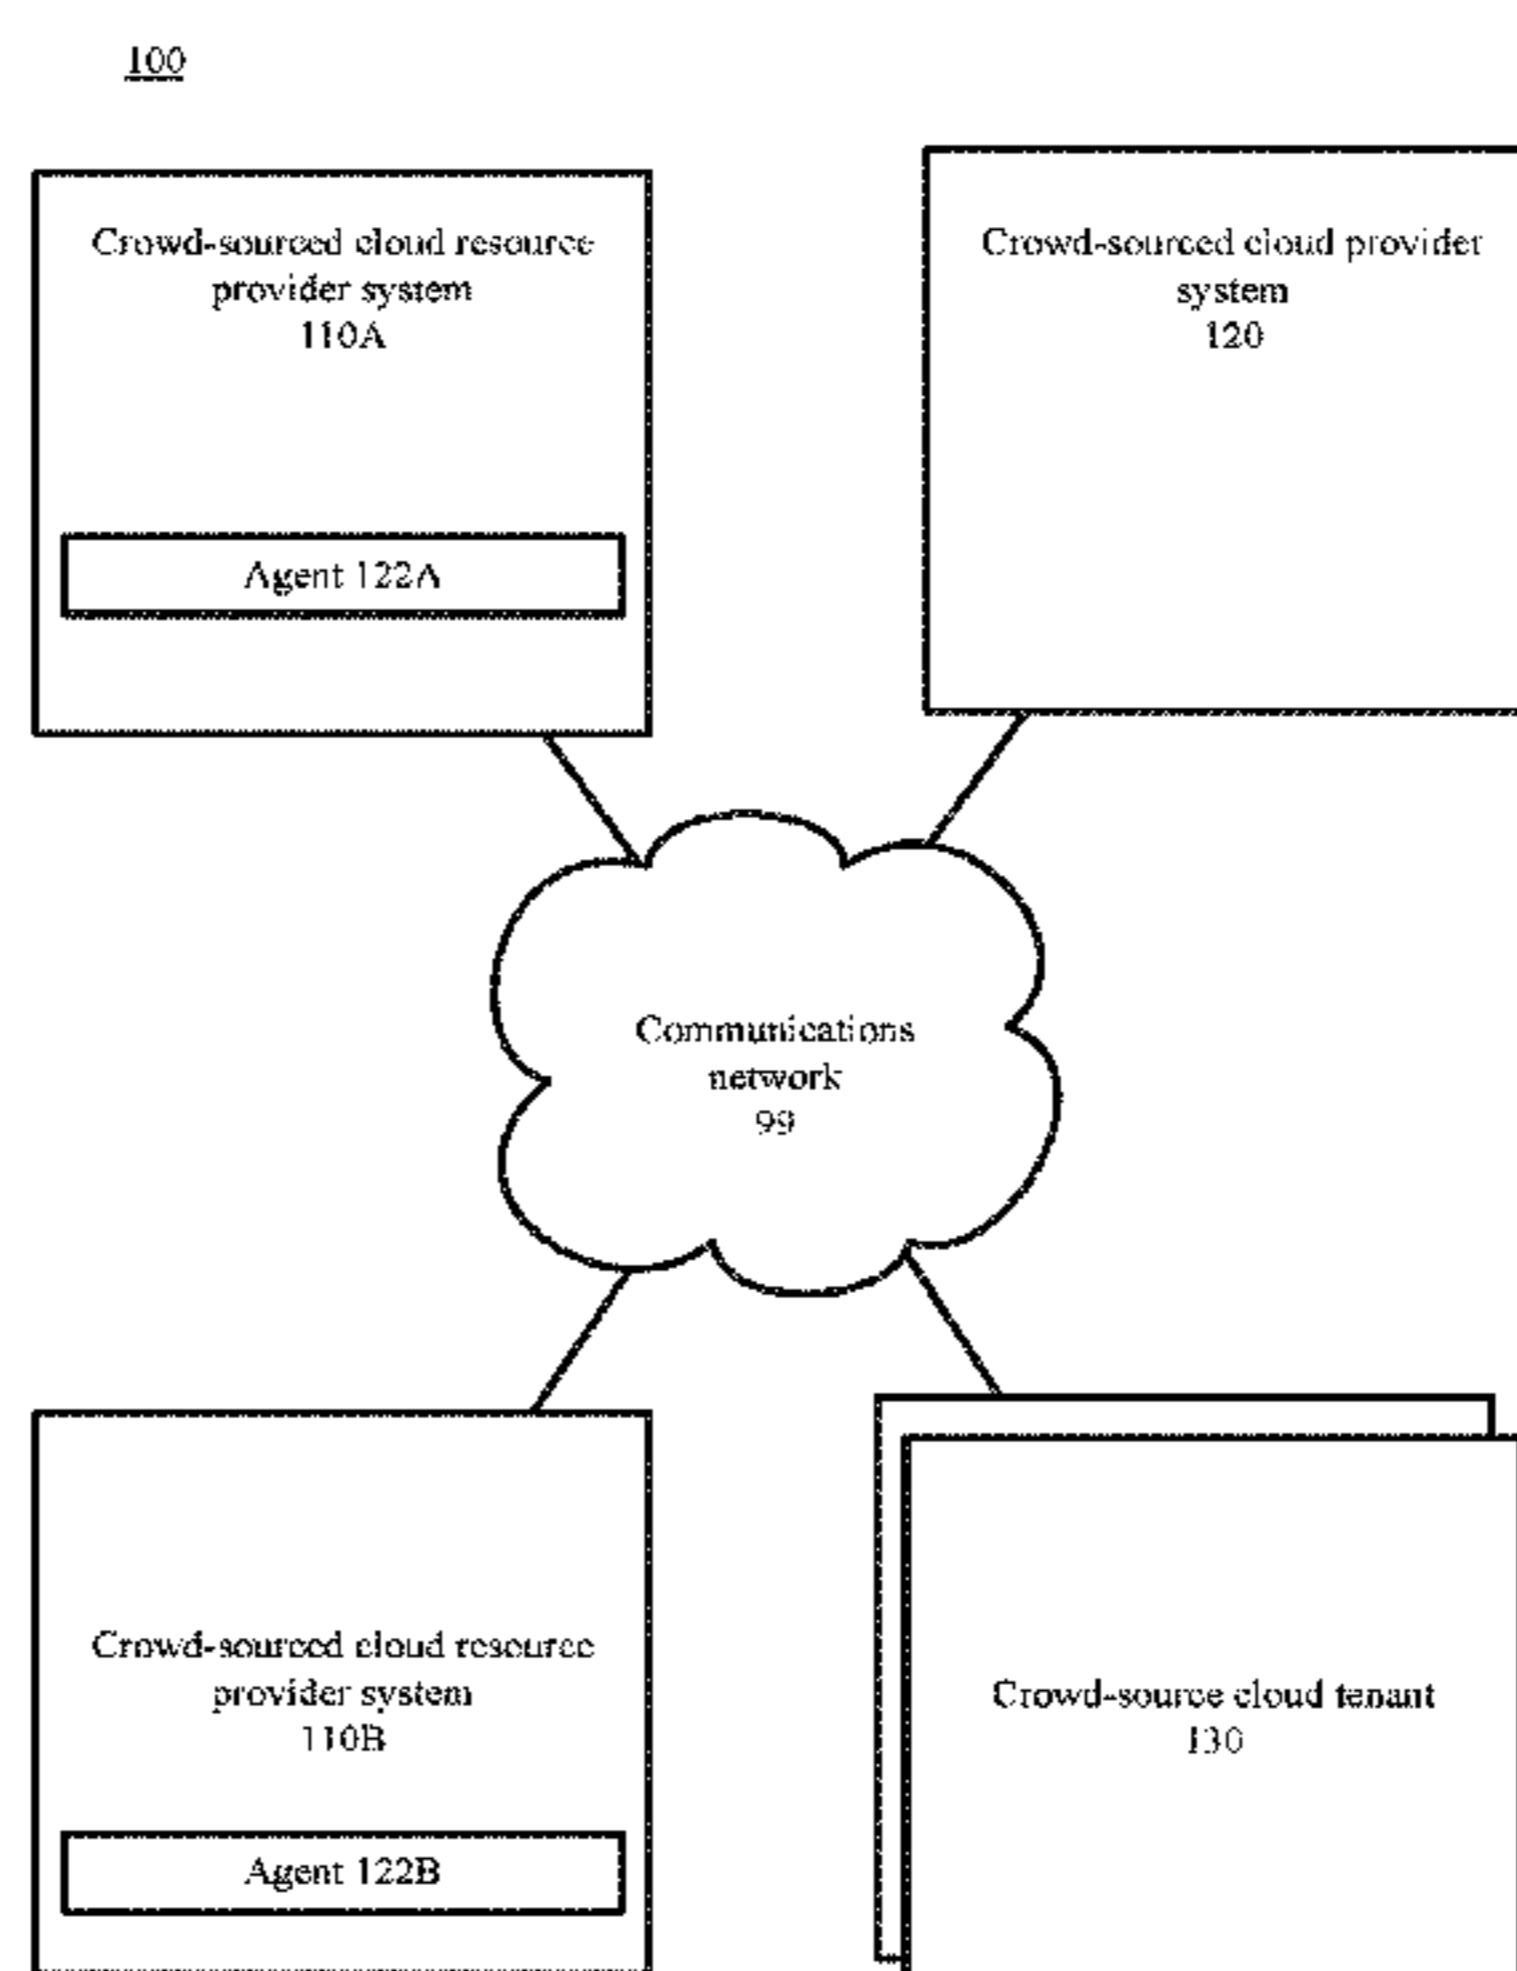 100
Crowd-sourced cloud resource
provider system
110A
Agent 122A
Crowd-sourced cloud provider
system
120
Communications
network
99
Crowd-sourced cloud resource
provider system
110B
Agent 122B
Crowd-source cloud tenant
130